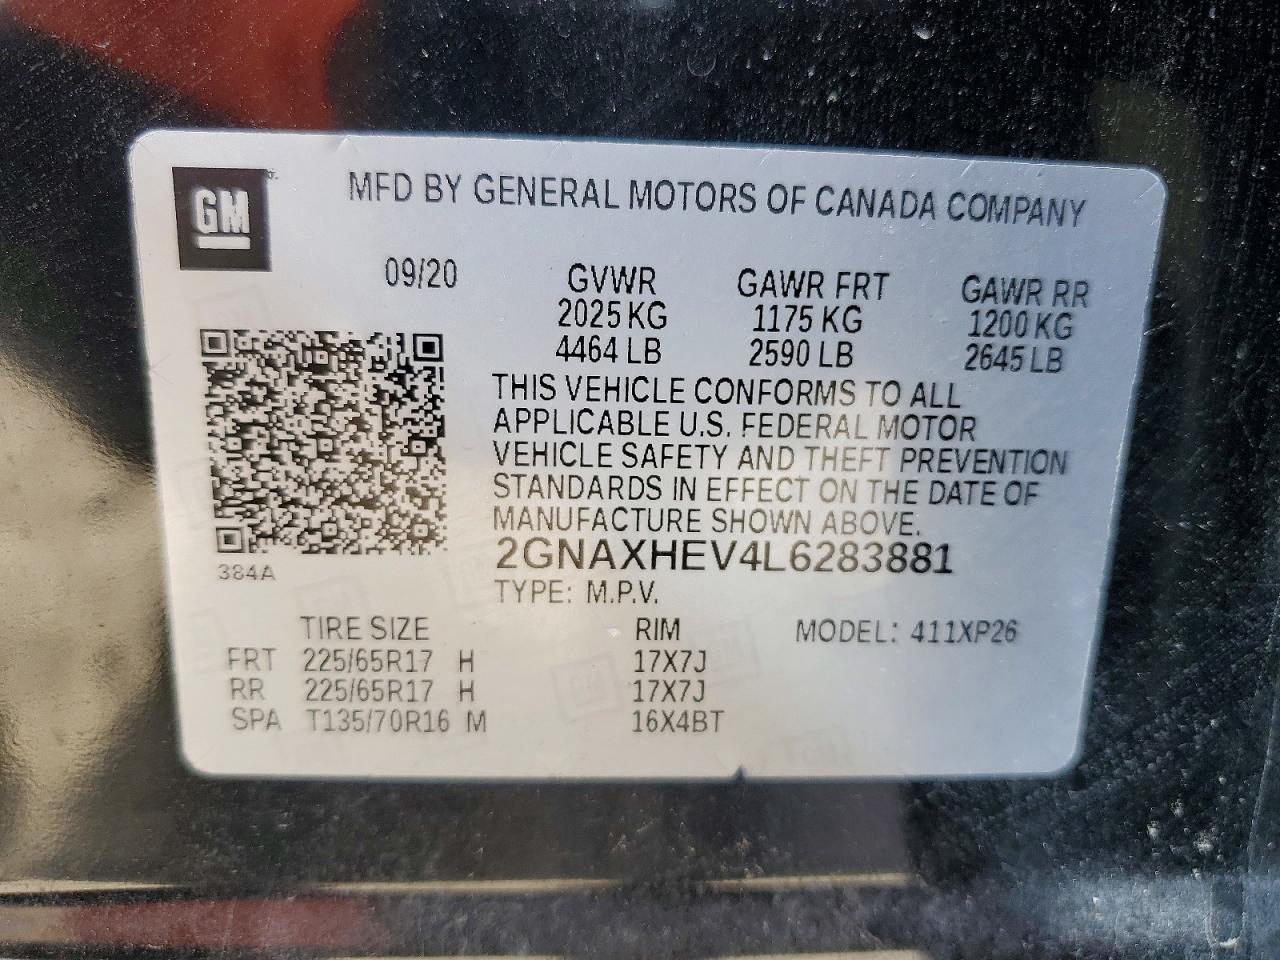 GM
MFD BY GENERAL MOTORS OF CANADA COMPANY
09/20 GVWR GAWR FRT GAWR RR
2025 KG 1175 KG 1200 KG
4464 LB 2590 LB 2645 LB
THIS VEHICLE CONFORMS TO ALL
APPLICABLE U.S. FEDERAL MOTOR
VEHICLE SAFETY AND THEFT PREVENTION
STANDARDS IN EFFECT ON THE DATE OF
MANUFACTURE SHOWN ABOVE.
2GNAXHEV4L6283881
384A
TYPE: M.P.V.
TIRE SIZE RIM MODEL: 411XP26
FRT 225/65R17 H 17X7J
RR 225/65R17 H 17X7J
SPA T135/70R16 M 16X4BT